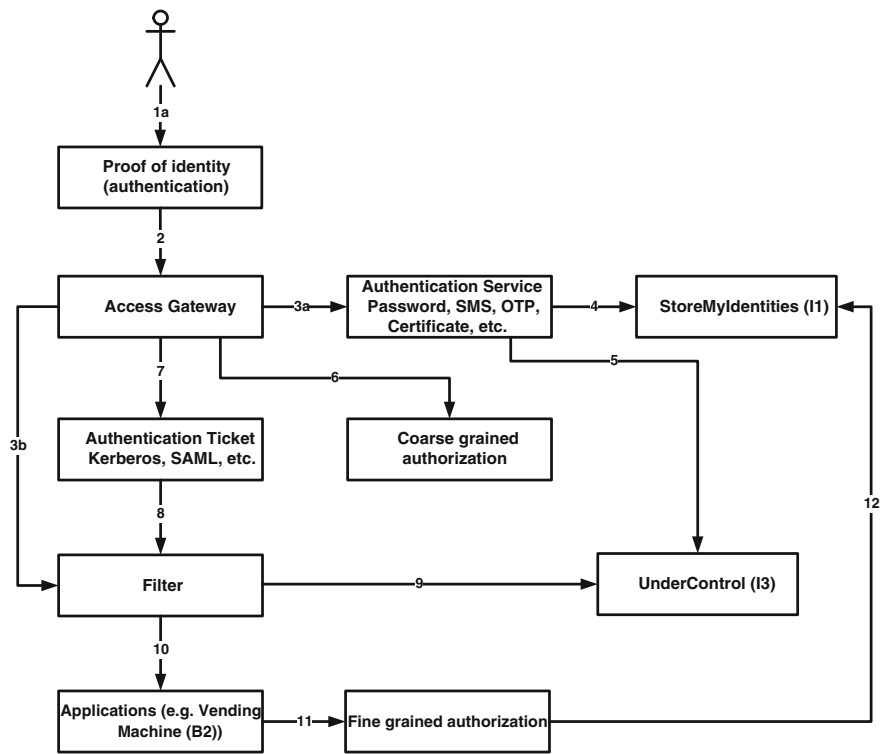 1a
Proof of identity
(authentication)
2
Access Gateway
3a
Authentication Service
Password, SMS, OTP,
Certificate, etc.
4
StoreMyIdentities (I1)
7
6
5
3b
Authentication Ticket
Kerberos, SAML, etc.
Coarse grained
authorization
12
8
Filter
9
UnderControl (I3)
10
Applications (e.g. Vending
Machine (B2))
11
Fine grained authorization